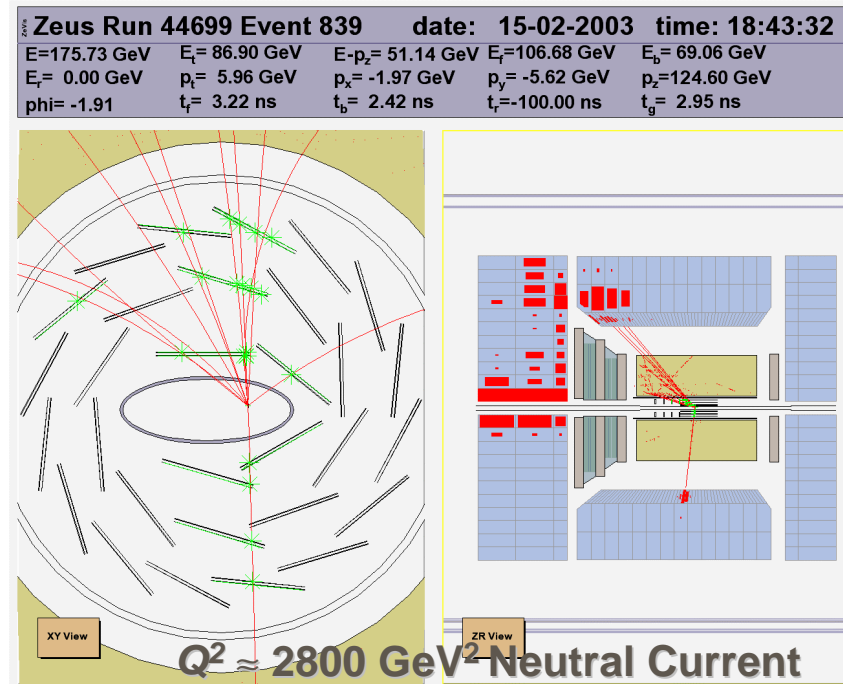 ZeVis Zeus Run 44699 Event 839 date: 15-02-2003 time: 18:43:32
E=175.73 GeV Et= 86.90 GeV E-pz= 51.14 GeV Ef=106.68 GeV Eb= 69.06 GeV
Er= 0.00 GeV pt= 5.96 GeV px= -1.97 GeV py= -5.62 GeV pz=124.60 GeV
phi= -1.91 tf= 3.22 ns tb= 2.42 ns tr=-100.00 ns tg= 2.95 ns
XY View ZR View
Q² ≈ 2800 GeV² Neutral Current